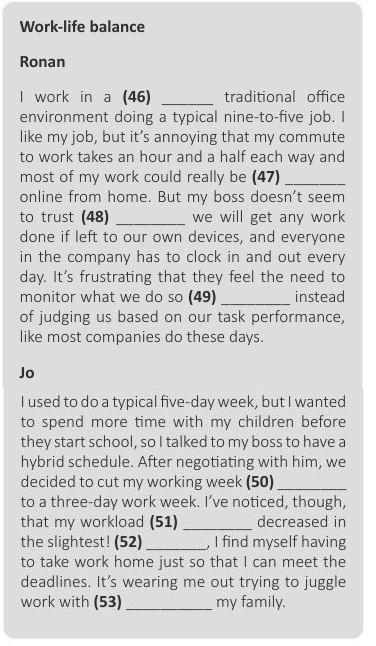 Work-life balance
Ronan
I work in a (46) ______ traditional office
environment doing a typical nine-to-five job. I
like my job, but it’s annoying that my commute
to work takes an hour and a half each way and
most of my work could really be (47) _______
online from home. But my boss doesn’t seem
to trust (48) ________ we will get any work
done if left to our own devices, and everyone
in the company has to clock in and out every
day. It’s frustrating that they feel the need to
monitor what we do so (49) ________ instead
of judging us based on our task performance,
like most companies do these days.
Jo
I used to do a typical five-day week, but I wanted
to spend more time with my children before
they start school, so I talked to my boss to have a
hybrid schedule. After negotiating with him, we
decided to cut my working week (50) ________
to a three-day work week. I’ve noticed, though,
that my workload (51) ________ decreased in
the slightest! (52) _______, I find myself having
to take work home just so that I can meet the
deadlines. It’s wearing me out trying to juggle
work with (53) __________ my family.